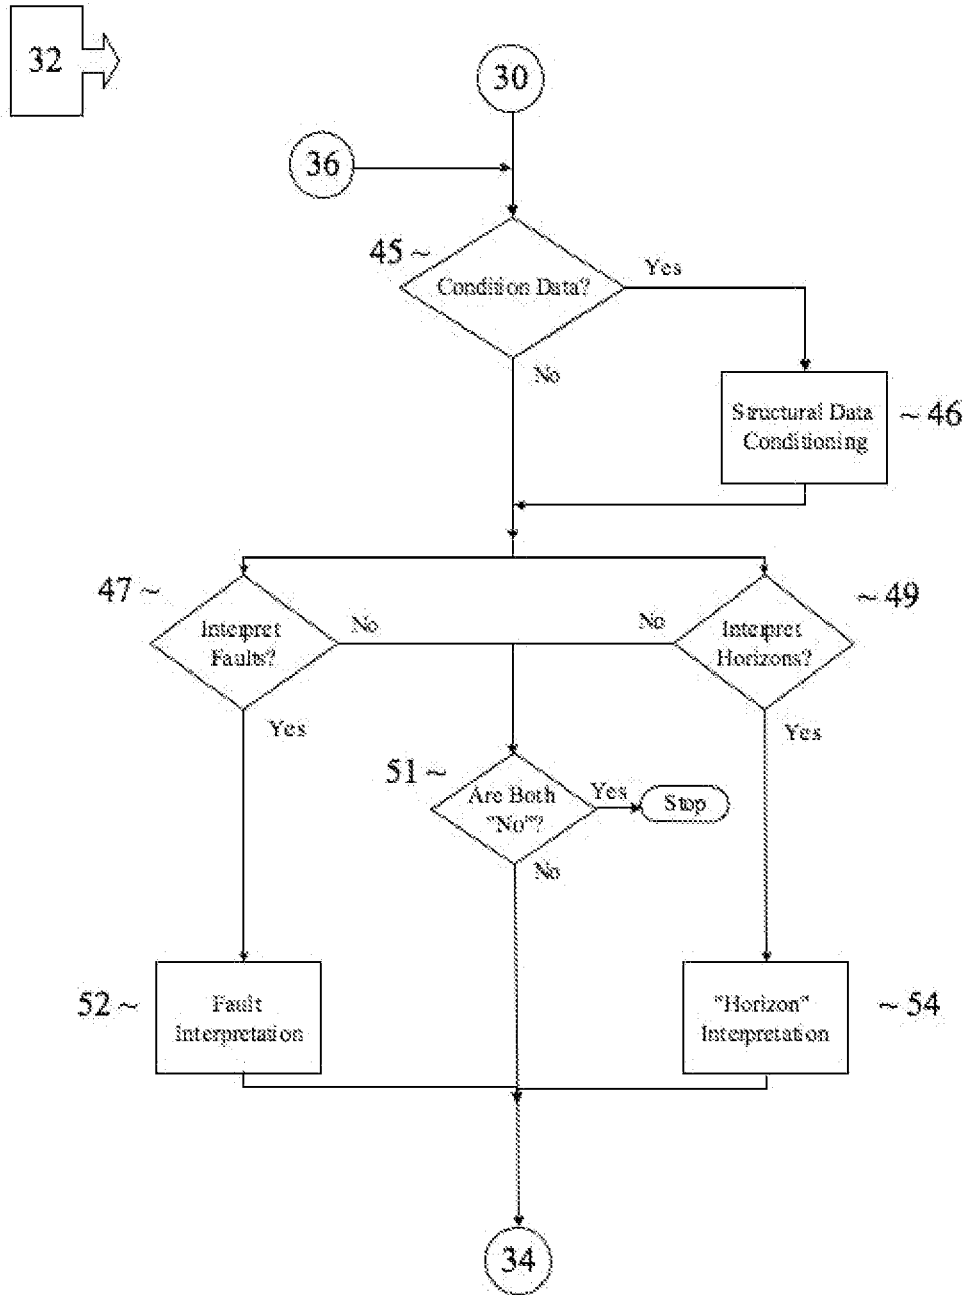 32
30
36
45 ~
Condition Data?
Yes
No
Structural Data
Conditioning
~ 46
47 ~
Interpret
Faults?
No
No
Interpret
Horizons?
~ 49
Yes
Yes
51 ~
Are Both
"No"?
Yes
Stop
No
52 ~
Fault
Interpretation
"Horizon"
Interpretation
~ 54
34